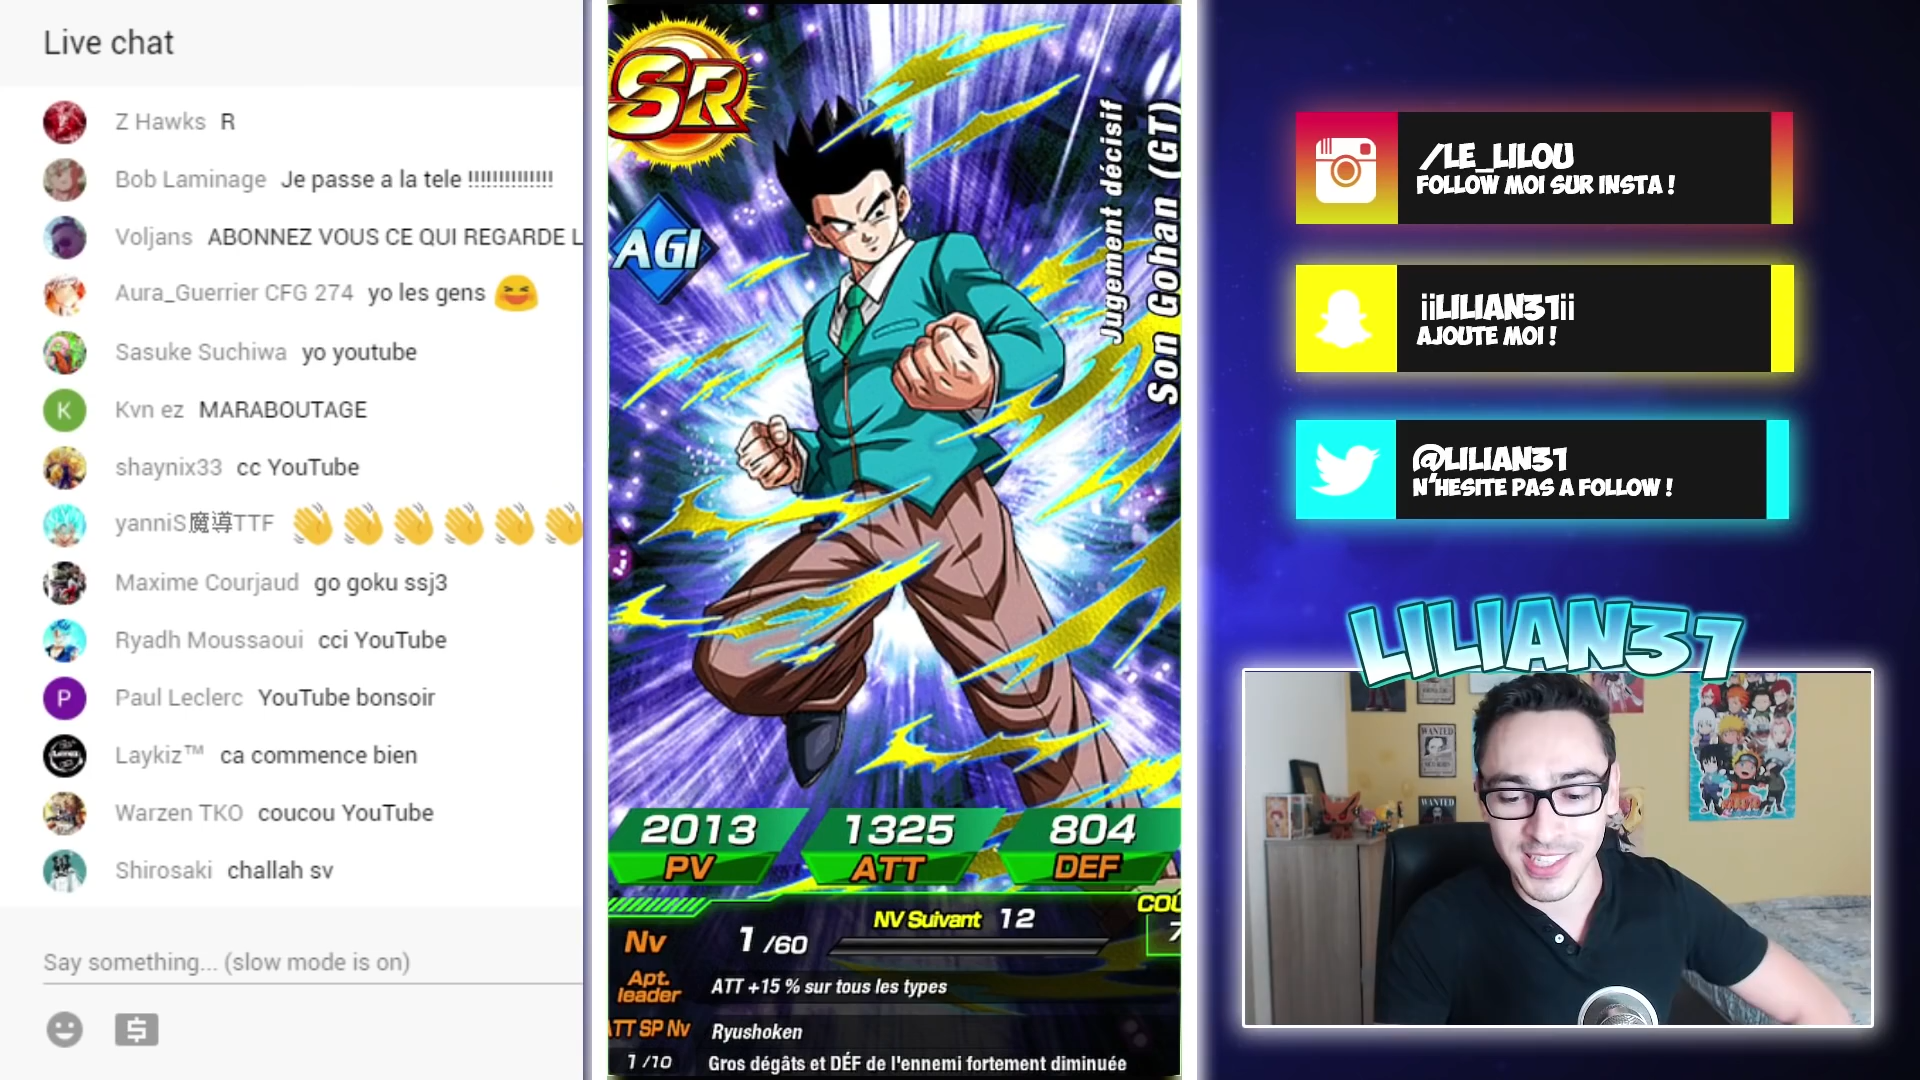 Live chat
Z Hawks R
Bob Laminage Je passe a la tele !!!!!!!!!!!!!!
Voljans ABONNEZ VOUS CE QUI REGARDE L
Aura_Guerrier CFG 274 yo les gens
Sasuke Suchiwa yo youtube
K
Kvn ez MARABOUTAGE
shaynix33 cc YouTube
yanniS魔導TTF
Maxime Courjaud go goku ssj3
Ryadh Moussaoui cci YouTube
P
Paul Leclerc YouTube bonsoir
Laykiz™ ca commence bien
Warzen TKO coucou YouTube
Shirosaki challah sv
Say something... (slow mode is on)
SR
AGI
Jugement décisif
Son Gohan (GT)
2013 1325 804
PV ATT DEF
NV Suivant 12
COU
Nv 1 /60
7
Apt. leader ATT +15 % sur tous les types
ATT SP Nv Ryushoken
1 /10 Gros dégâts et DÉF de l'ennemi fortement diminuée
/LE_LILOU
FOLLOW MOI SUR INSTA !
¡¡LILIAN31¡¡
AJOUTE MOI !
@LILIAN31
N'HESITE PAS A FOLLOW !
LILIAN31
WANTED
WANTED